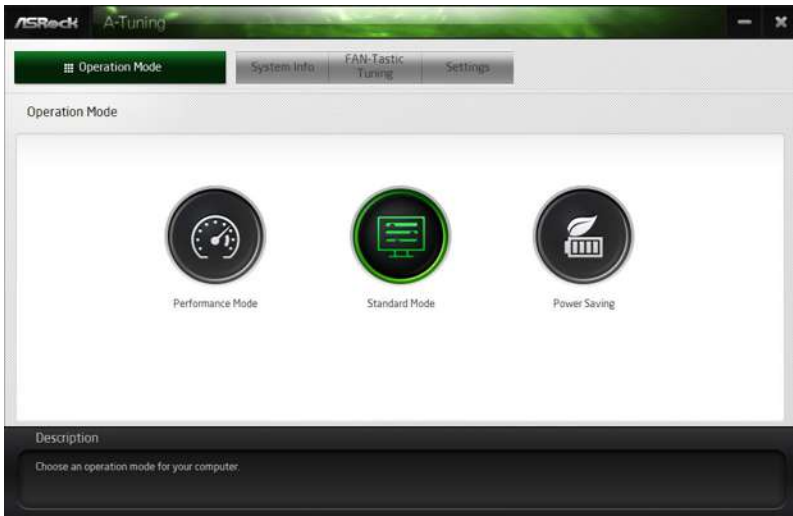 ASRock A-Tuning
Operation Mode
System Info
FAN-Tastic
Tuning
Settings
Operation Mode
Performance Mode
Standard Mode
Power Saving
Description
Choose an operation mode for your computer.